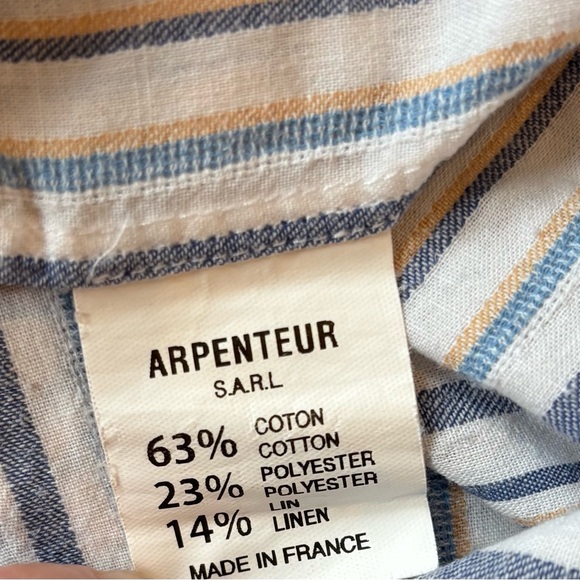 ARPENTEUR
S.A.R.L
63% COTON
COTTON
23% POLYESTER
POLYESTER
14% LIN
LINEN
MADE IN FRANCE